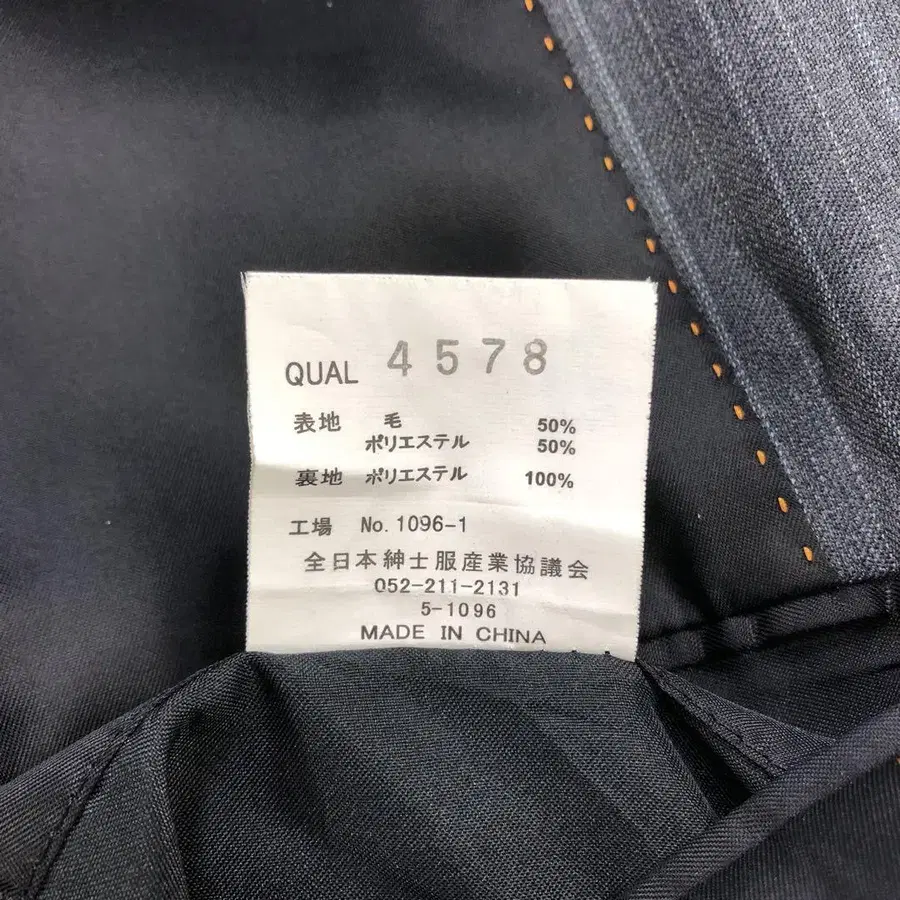 QUAL 4578
表地 毛 50%
ポリエステル 50%
裏地 ポリエステル 100%
工場 No. 1096-1
全日本紳士服産業協議会
052-211-2131
5-1096
MADE IN CHINA